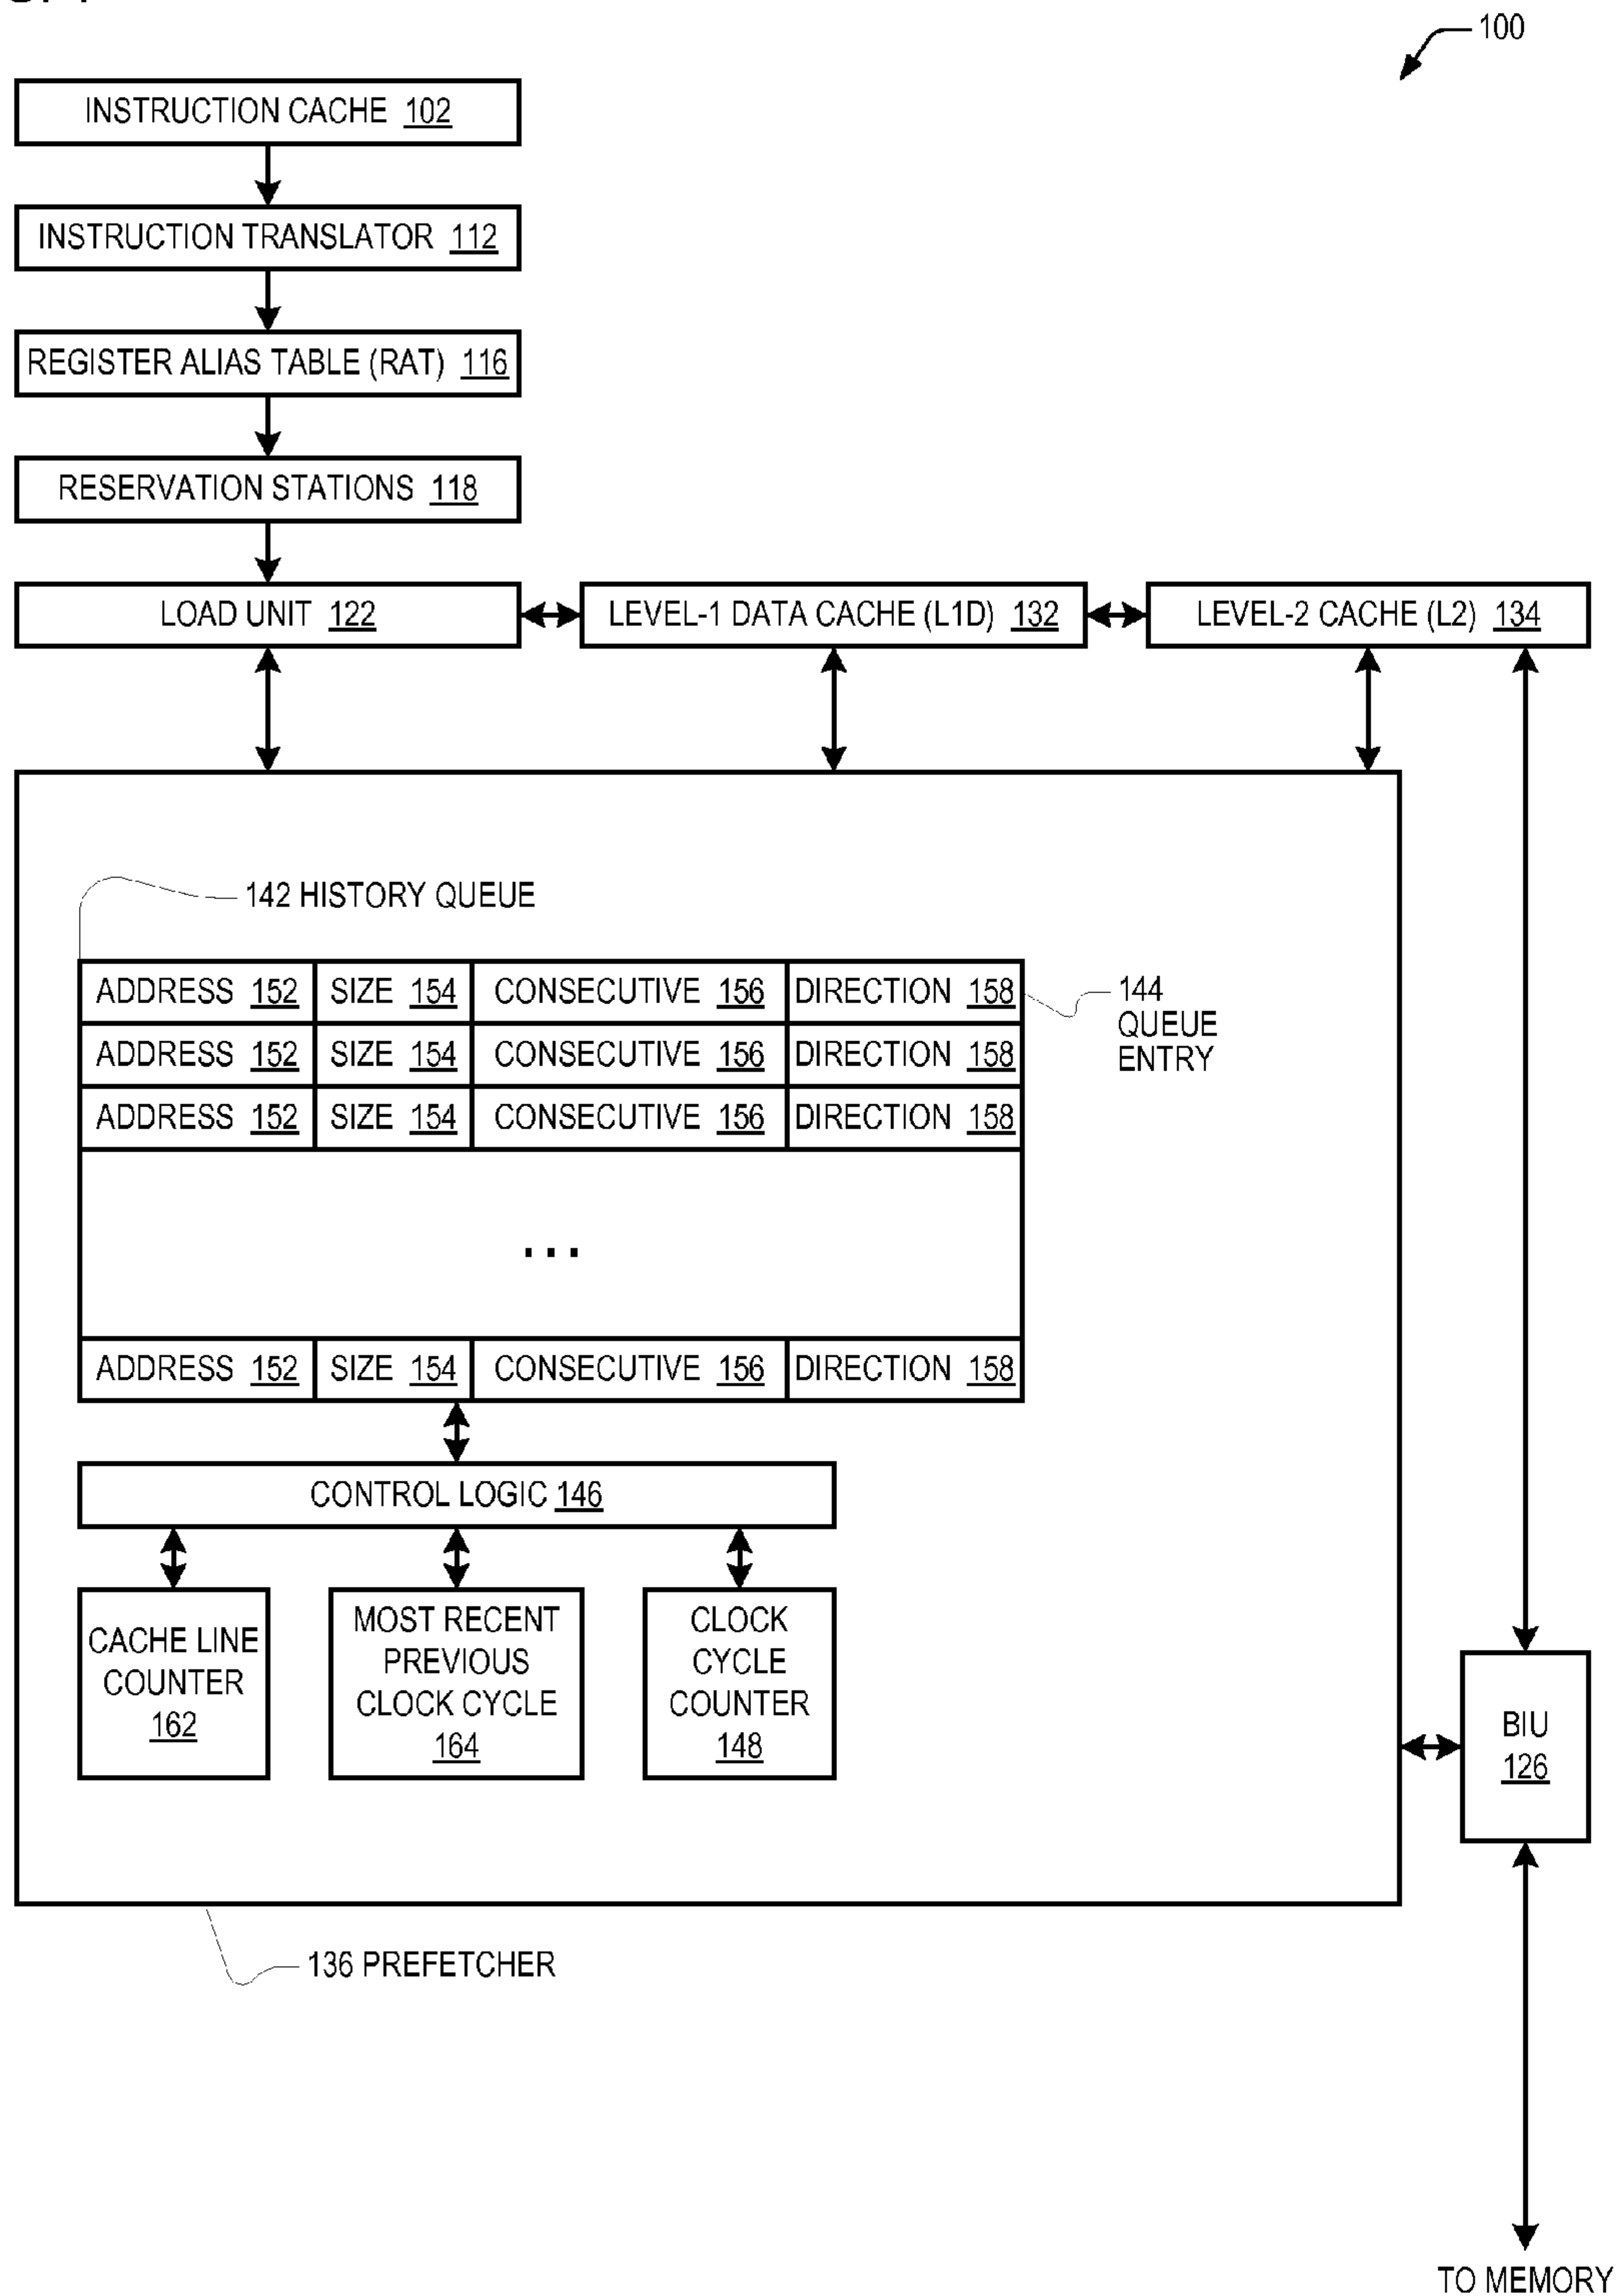 100
INSTRUCTION CACHE 102
INSTRUCTION TRANSLATOR 112
REGISTER ALIAS TABLE (RAT) 116
RESERVATION STATIONS 118
LOAD UNIT 122
LEVEL-1 DATA CACHE (L1D) 132
LEVEL-2 CACHE (L2) 134
142 HISTORY QUEUE
ADDRESS 152 SIZE 154 CONSECUTIVE 156 DIRECTION 158
ADDRESS 152 SIZE 154 CONSECUTIVE 156 DIRECTION 158
ADDRESS 152 SIZE 154 CONSECUTIVE 156 DIRECTION 158
...
ADDRESS 152 SIZE 154 CONSECUTIVE 156 DIRECTION 158
144
QUEUE
ENTRY
CONTROL LOGIC 146
CACHE LINE
COUNTER
162
MOST RECENT
PREVIOUS
CLOCK CYCLE
164
CLOCK
CYCLE
COUNTER
148
BIU
126
136 PREFETCHER
TO MEMORY